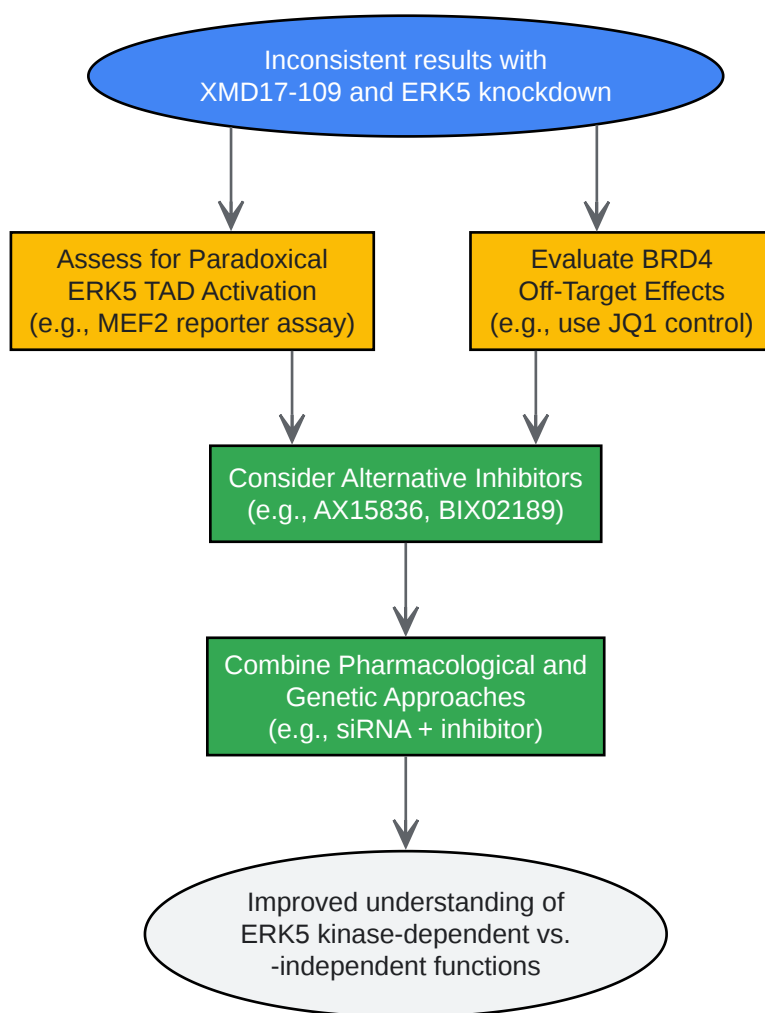 Inconsistent results with
XMD17-109 and ERK5 knockdown
Assess for Paradoxical
ERK5 TAD Activation
(e.g., MEF2 reporter assay)
Evaluate BRD4
Off-Target Effects
(e.g., use JQ1 control)
Consider Alternative Inhibitors
(e.g., AX15836, BIX02189)
Combine Pharmacological and
Genetic Approaches
(e.g., siRNA + inhibitor)
Improved understanding of
ERK5 kinase-dependent vs.
-independent functions